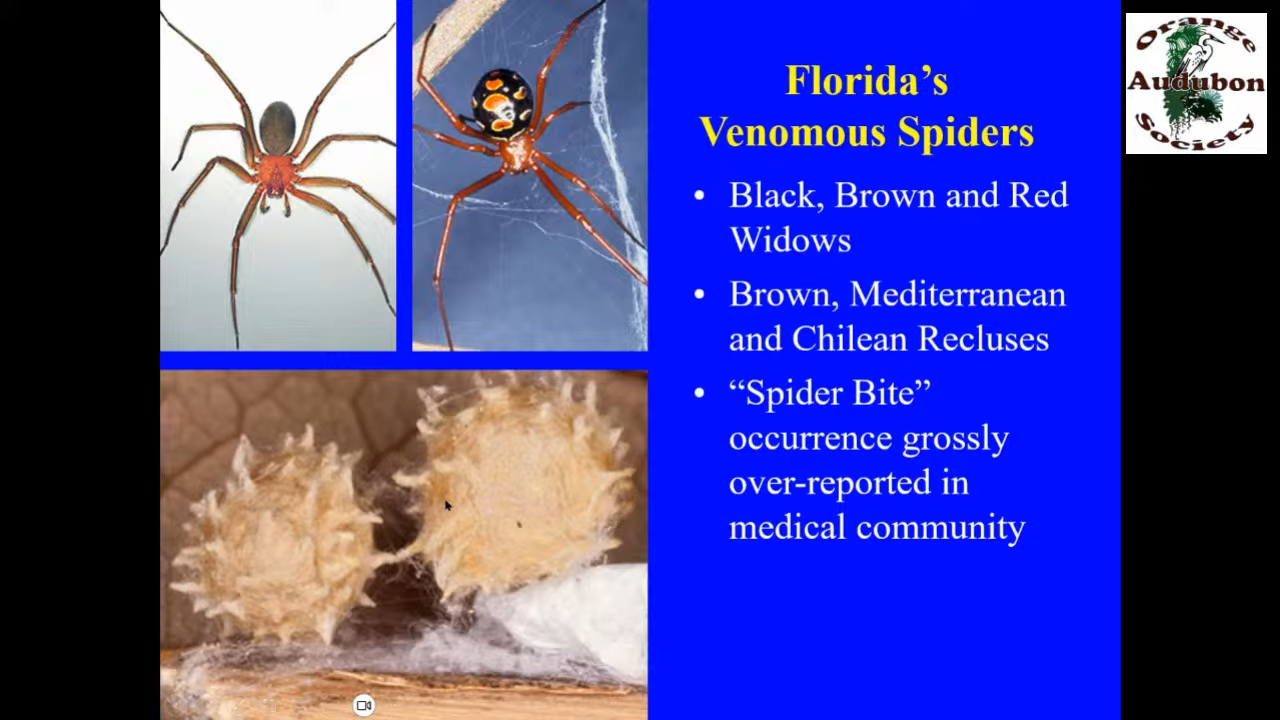 Florida’s
Venomous Spiders
• Black, Brown and Red
Widows
• Brown, Mediterranean
and Chilean Recluses
• “Spider Bite”
occurrence grossly
over-reported in
medical community
Orange
Audubon
Society